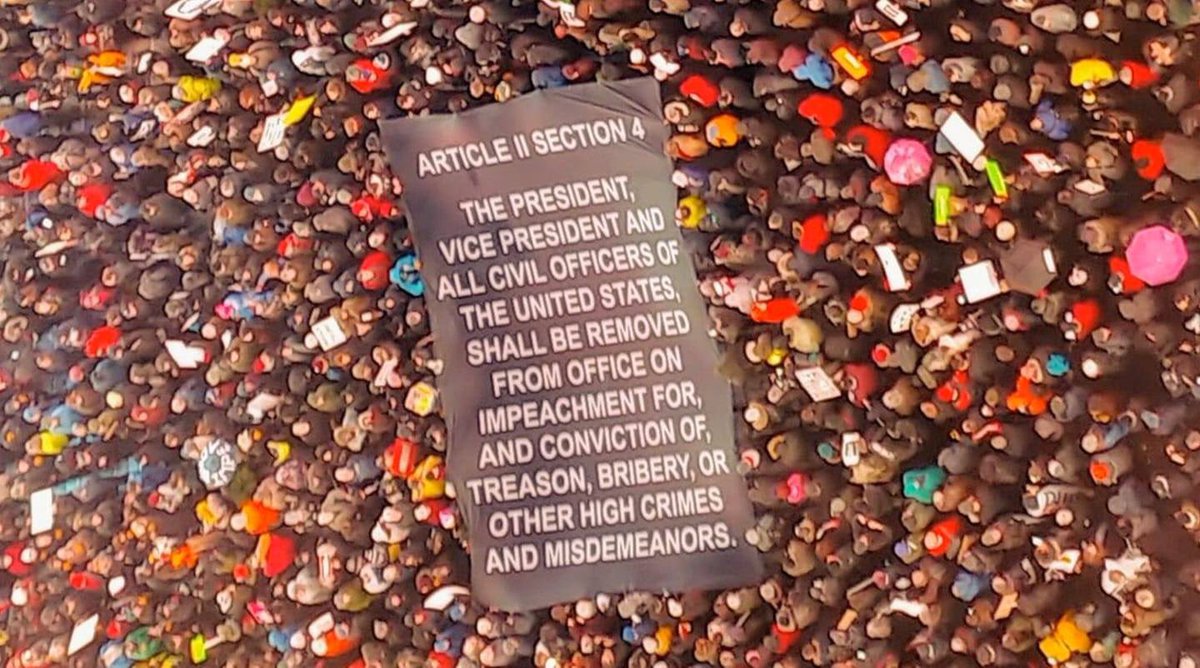 ARTICLE II SECTION 4
THE PRESIDENT,
VICE PRESIDENT AND
ALL CIVIL OFFICERS OF
THE UNITED STATES,
SHALL BE REMOVED
FROM OFFICE ON
IMPEACHMENT FOR,
AND CONVICTION OF,
TREASON, BRIBERY, OR
OTHER HIGH CRIMES
AND MISDEMEANORS.